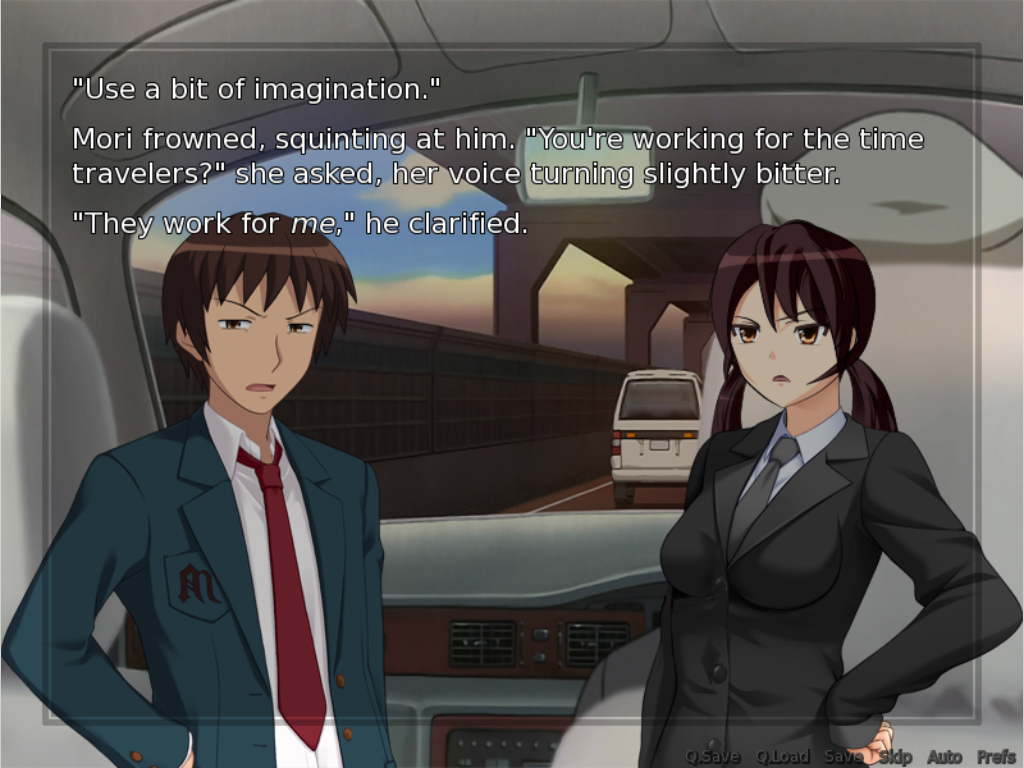 "Use a bit of imagination."
Mori frowned, squinting at him. "You're working for the time
travelers?" she asked, her voice turning slightly bitter.
"They work for me," he clarified.
Q.Save Q.Load Save Skip Auto Prefs